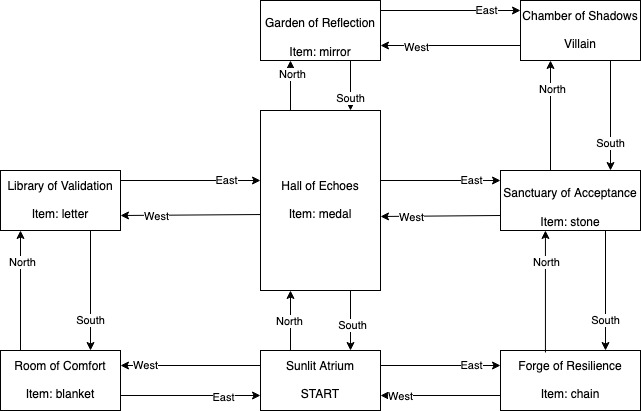 Garden of Reflection
Item: mirror
East
West
Chamber of Shadows
Villain
North
South
North
South
Library of Validation
Item: letter
East
West
Hall of Echoes
Item: medal
East
West
Sanctuary of Acceptance
Item: stone
North
South
North
South
North
South
Room of Comfort
Item: blanket
West
East
Sunlit Atrium
START
East
West
Forge of Resilience
Item: chain